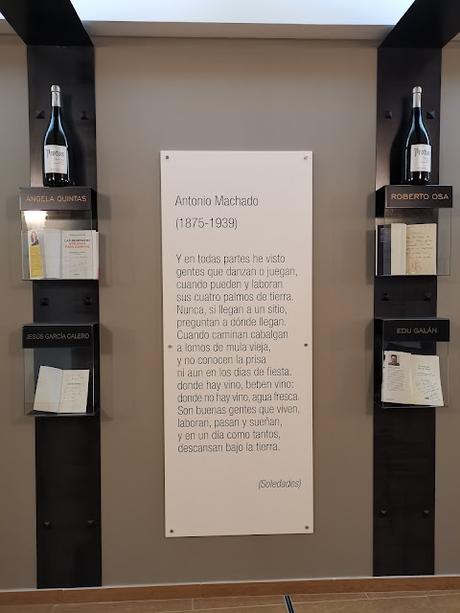 Protos
ÁNGELA QUINTAS
JESÚS GARCÍA CALERO
Antonio Machado
(1875-1939)
Y en todas partes he visto
gentes que danzan o juegan,
cuando pueden y laboran
sus cuatro palmos de tierra.
Nunca, si llegan a un sitio,
preguntan a dónde llegan.
Cuando caminan cabalgan
a lomos de mula vieja,
y no conocen la prisa
ni aun en los días de fiesta.
donde hay vino, beben vino:
donde no hay vino, agua fresca.
Son buenas gentes que viven,
laboran, pasan y sueñan,
y en un día como tantos,
descansan bajo la tierra.
(Soledades)
Protos
ROBERTO OSA
EDU GALÁN